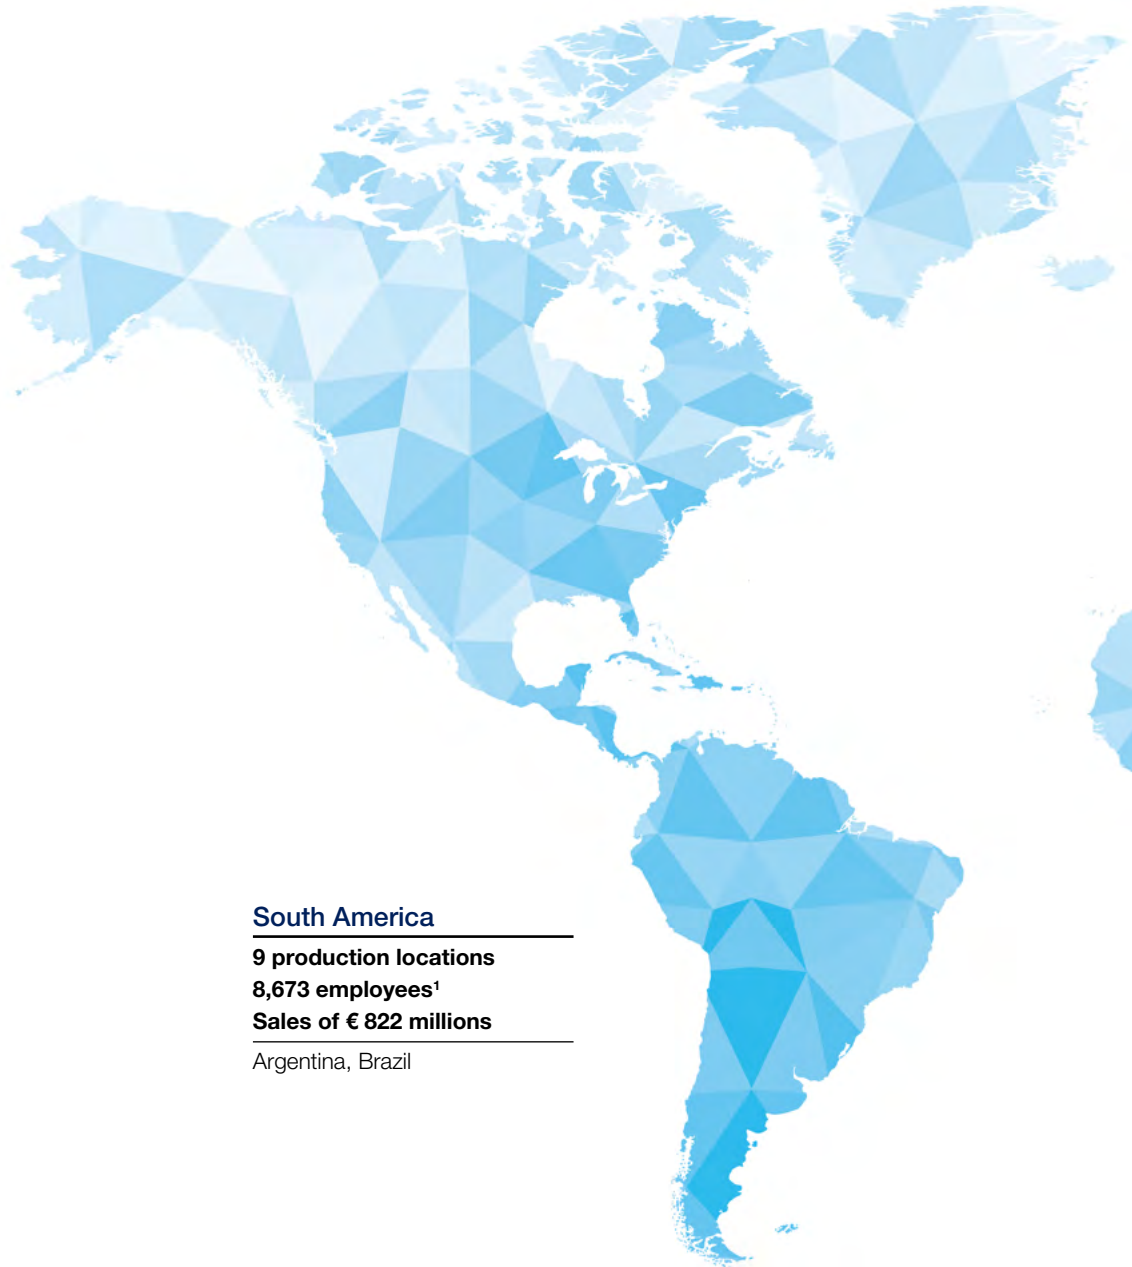 South America
9 production locations
8,673 employees¹
Sales of € 822 millions
Argentina, Brazil